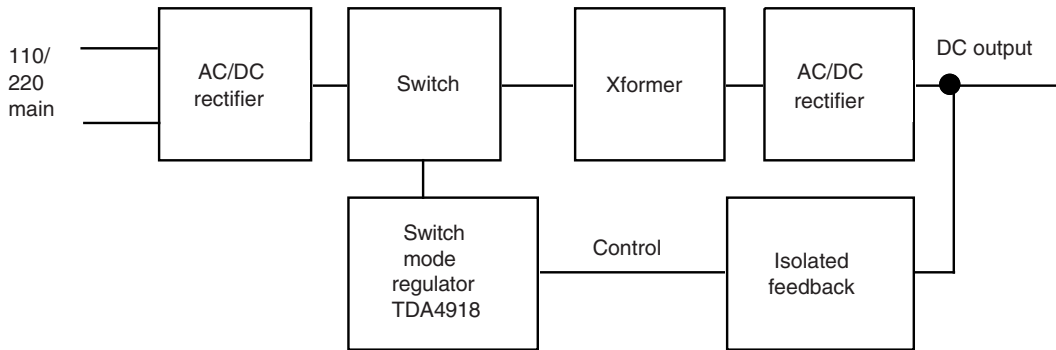 110/
220
main
AC/DC
rectifier
Switch
Xformer
AC/DC
rectifier
DC output
Switch
mode
regulator
TDA4918
Control
Isolated
feedback